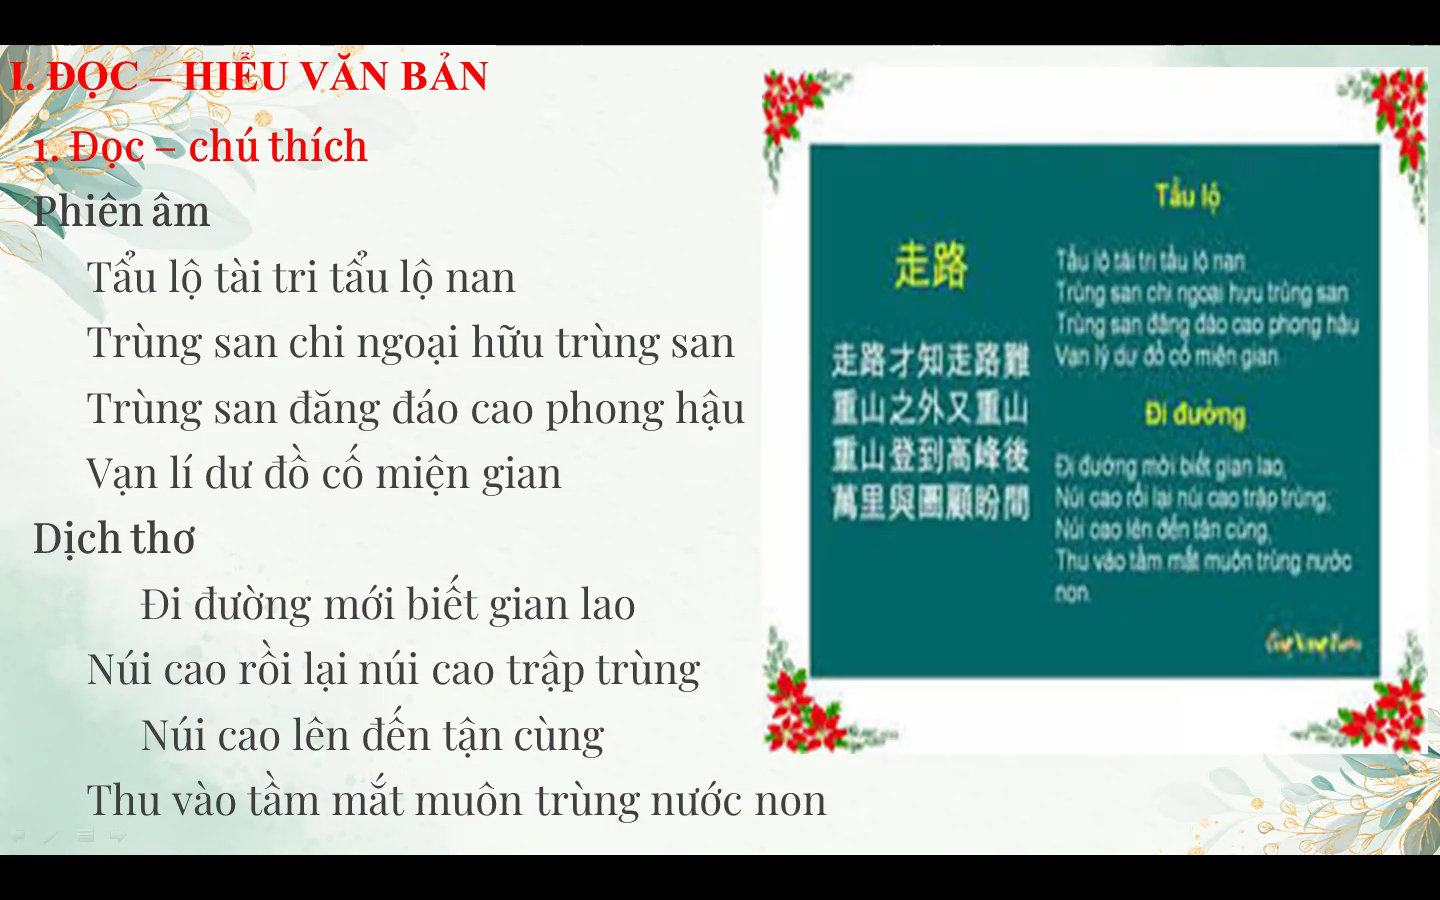 I. ĐỌC – HIỂU VĂN BẢN
1. Đọc – chú thích
Phiên âm
Tẩu lộ tài tri tẩu lộ nan
Trùng san chi ngoại hữu trùng san
Trùng san đăng đáo cao phong hậu
Vạn lí dư đồ cố miện gian
Dịch thơ
Đi đường mới biết gian lao
Núi cao rồi lại núi cao trập trùng
Núi cao lên đến tận cùng
Thu vào tầm mắt muôn trùng nước non
走路
走路才知走路難
重山之外又重山
重山登到高峰後
萬里與圖顧盼間
Tẩu lộ
Tẩu lộ tài tri tẩu lộ nan
Trùng san chi ngoại hựu trùng san
Trùng san đăng đáo cao phong hậu
Vạn lý dư đồ cố miện gian
Đi đường
Đi đường mới biết gian lao,
Núi cao rồi lại núi cao trập trùng;
Núi cao lên đến tận cùng,
Thu vào tầm mắt muôn trùng nước
non.